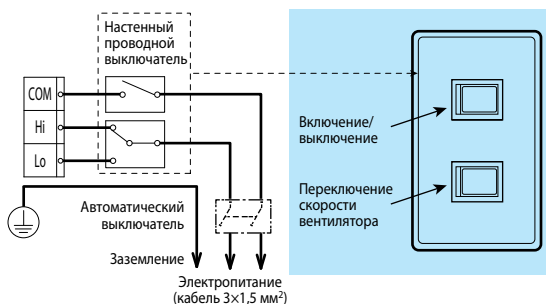 Настенный
проводной
выключатель
COM
Hi
Lo
Автоматический
выключатель
Заземление
Электропитание
(кабель 3×1,5 мм²)
Включение/
выключение
Переключение
скорости
вентилятора